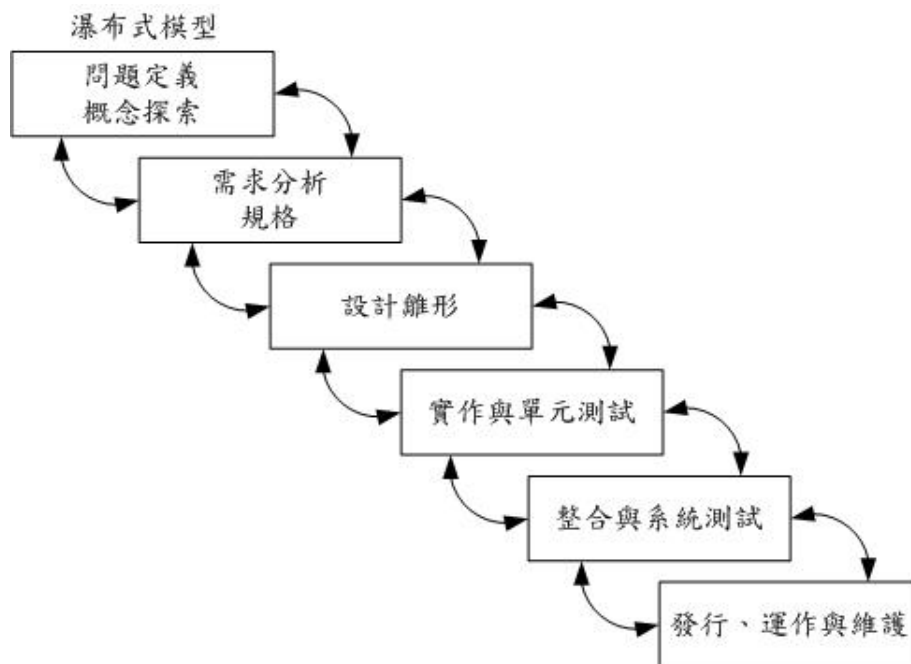 瀑布式模型
問題定義
概念探索
需求分析
規格
設計雛形
實作與單元測試
整合與系統測試
發行、運作與維護